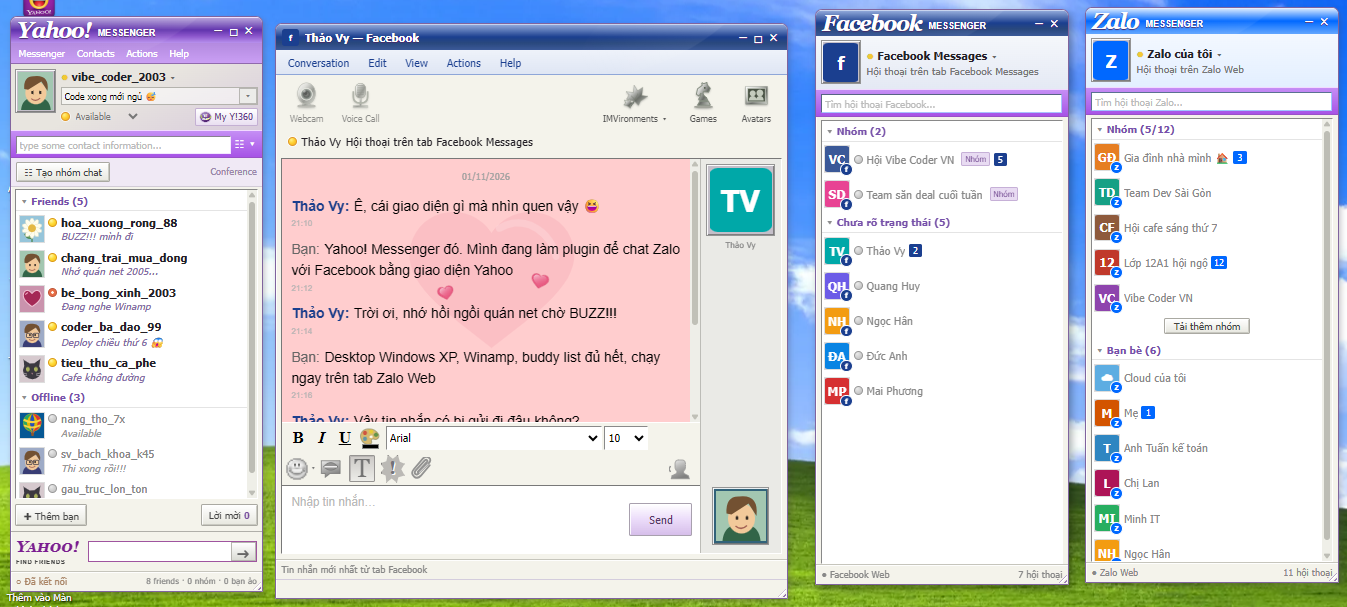 YAHOO!
Yahoo! MESSENGER
Messenger Contacts Actions Help
vibe_coder_2003
Code xong mới ngủ 🥳
Available
My Y!360
type some contact information...
Tạo nhóm chat
Conference
Friends (5)
hoa_xuong_rong_88
BUZZ!!! mình đi
chang_trai_mua_dong
Nhớ quán net 2005...
be_bong_xinh_2003
Đang nghe Winamp
coder_ba_dao_99
Deploy chiều thứ 6 😱
tieu_thu_ca_phe
Cafe không đường
Offline (3)
nang_tho_7x
Available
sv_bach_khoa_k45
Thi xong rồi!!!
gau_truc_lon_ton
+ Thêm bạn
Lời mời 0
YAHOO!
FIND FRIENDS
Đã kết nối
8 friends · 0 nhóm · 0 bạn ảo
Thêm vào Màn
f Thảo Vy — Facebook
Conversation Edit View Actions Help
Webcam
Voice Call
IMVironments
Games
Avatars
Thảo Vy Hội thoại trên tab Facebook Messages
01/11/2026
Thảo Vy: Ê, cái giao diện gì mà nhìn quen vậy 😆
21:10
Bạn: Yahoo! Messenger đó. Mình đang làm plugin để chat Zalo
với Facebook bằng giao diện Yahoo
21:12
Thảo Vy: Trời ơi, nhớ hồi ngồi quán net chờ BUZZ!!!
21:14
Bạn: Desktop Windows XP, Winamp, buddy list đủ hết, chạy
ngay trên tab Zalo Web
21:16
Thảo Vy: Vậy tin nhắn có bị gửi đi đâu không?
TV
Thảo Vy
B I U
Arial
10
T
!
Nhập tin nhắn...
Send
Tin nhắn mới nhất từ tab Facebook
Facebook MESSENGER
f
Facebook Messages
Hội thoại trên tab Facebook Messages
Tìm hội thoại Facebook...
Nhóm (2)
VC f Hội Vibe Coder VN Nhóm 5
SD f Team săn deal cuối tuần Nhóm
Chưa rõ trạng thái (5)
TV f Thảo Vy 2
QH f Quang Huy
NH f Ngọc Hân
ĐA f Đức Anh
MP f Mai Phương
Facebook Web
7 hội thoại
Zalo MESSENGER
Z
Zalo của tôi
Hội thoại trên Zalo Web
Tìm hội thoại Zalo...
Nhóm (5/12)
GĐ Z Gia đình nhà mình 🏠 3
TD Z Team Dev Sài Gòn
CF Z Hội cafe sáng thứ 7
12 Z Lớp 12A1 hội ngộ 12
VC Z Vibe Coder VN
Tải thêm nhóm
Bạn bè (6)
Z Cloud của tôi
M Z Mẹ 1
T Z Anh Tuấn kế toán
L Z Chị Lan
MI Z Minh IT
NH Ngọc Hân
Zalo Web
11 hội thoại